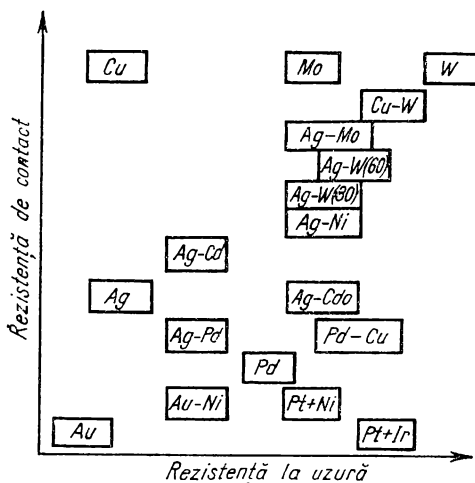 Cu
Mo
W
Cu-W
Ag-Mo
Ag-W(60)
Ag-W(30)
Ag-Ni
Ag-Cd
Ag
Ag-Cdo
Ag-Pd
Pd-Cu
Pd
Au-Ni
Pt+Ni
Au
Pt+Ir
Rezistență de contact
Rezistență la uzură